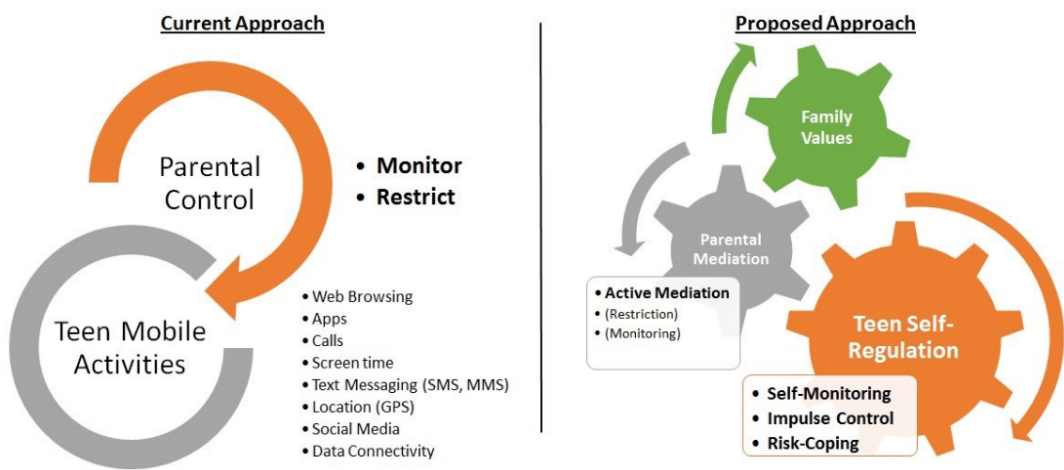 Current Approach
Parental
Control
• Monitor
• Restrict
Teen Mobile
Activities
• Web Browsing
• Apps
• Calls
• Screen time
• Text Messaging (SMS, MMS)
• Location (GPS)
• Social Media
• Data Connectivity
Proposed Approach
Family
Values
Parental
Mediation
• Active Mediation
• (Restriction)
• (Monitoring)
Teen Self-
Regulation
• Self-Monitoring
• Impulse Control
• Risk-Coping